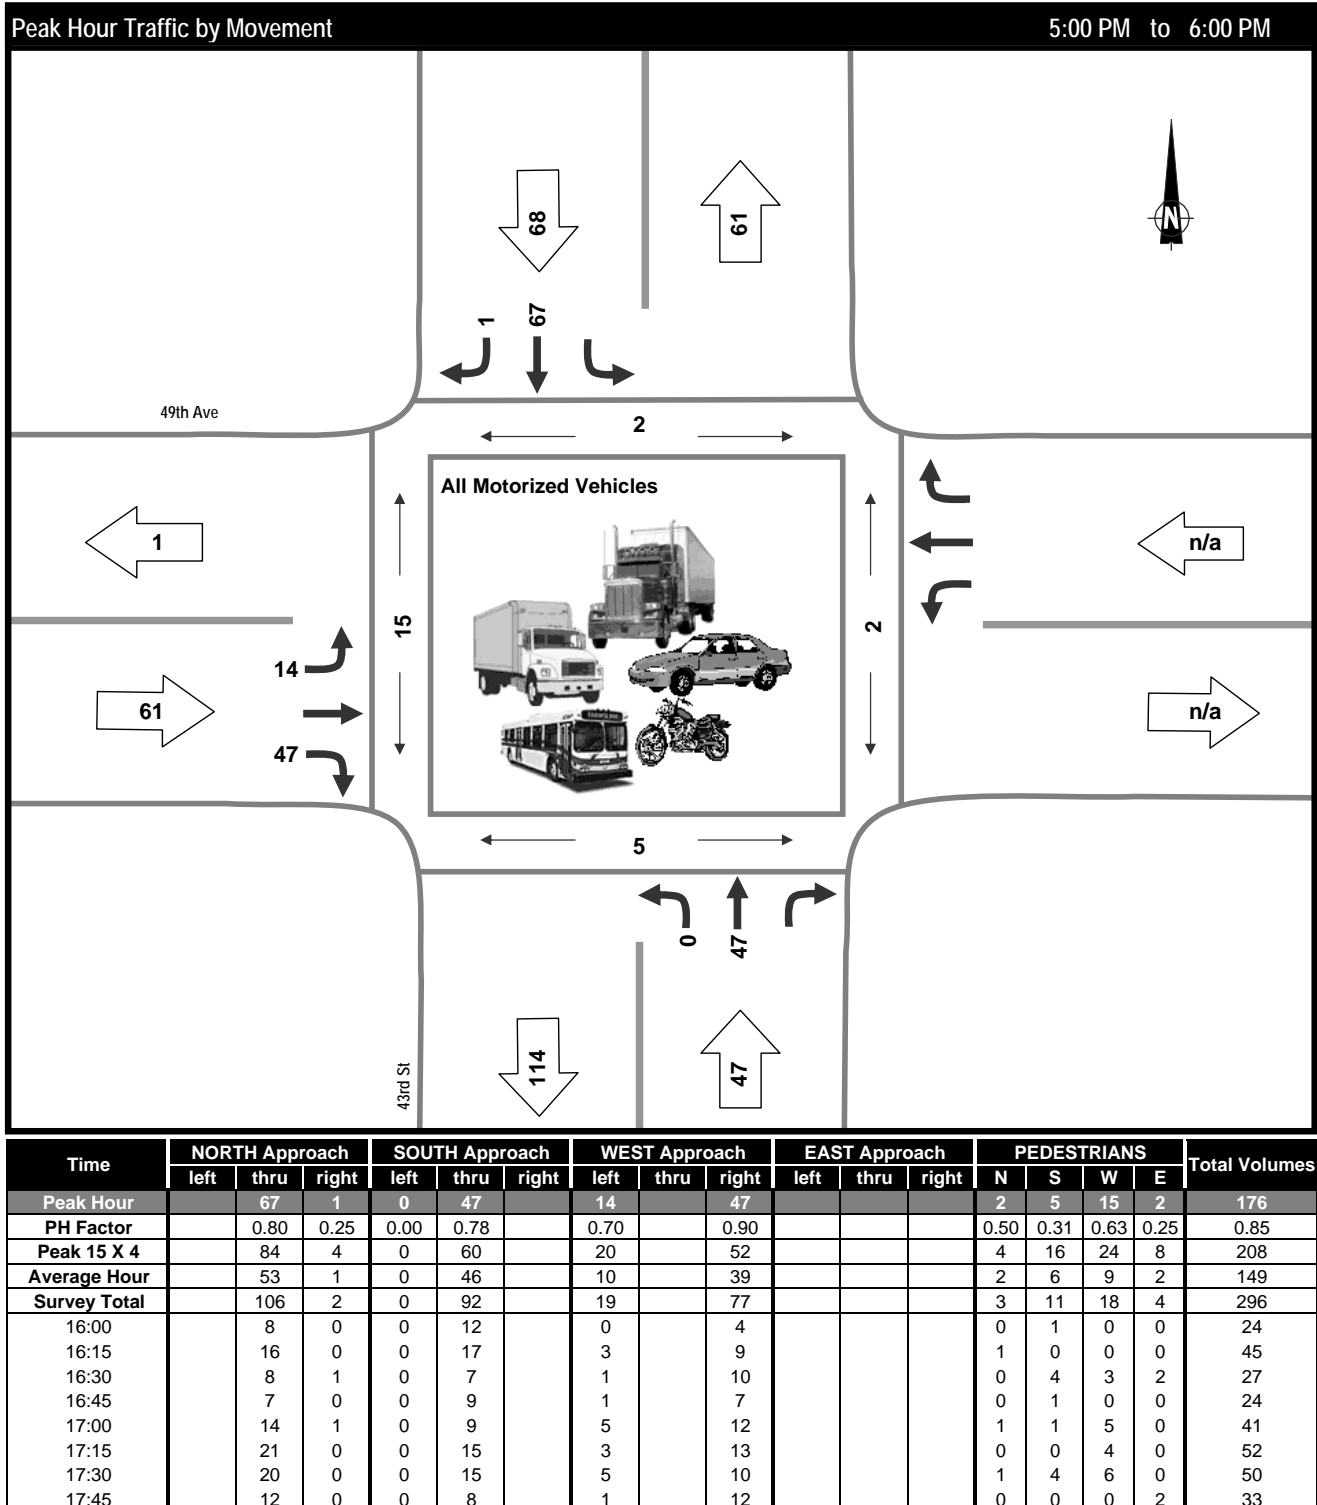 Peak Hour Traffic by Movement 5:00 PM to 6:00 PM
68 61
1 67
49th Ave
2
All Motorized Vehicles
1 n/a
15 2
14
61 n/a
47
5
0 47
43rd St 114 47
N
Time NORTH Approach SOUTH Approach WEST Approach EAST Approach PEDESTRIANS Total Volumes
left thru right left thru right left thru right left thru right N S W E
Peak Hour 67 1 0 47 14 47 2 5 15 2 176
PH Factor 0.80 0.25 0.00 0.78 0.70 0.90 0.50 0.31 0.63 0.25 0.85
Peak 15 X 4 84 4 0 60 20 52 4 16 24 8 208
Average Hour 53 1 0 46 10 39 2 6 9 2 149
Survey Total 106 2 0 92 19 77 3 11 18 4 296
16:00 8 0 0 12 0 4 0 1 0 0 24
16:15 16 0 0 17 3 9 1 0 0 0 45
16:30 8 1 0 7 1 10 0 4 3 2 27
16:45 7 0 0 9 1 7 0 1 0 0 24
17:00 14 1 0 9 5 12 1 1 5 0 41
17:15 21 0 0 15 3 13 0 0 4 0 52
17:30 20 0 0 15 5 10 1 4 6 0 50
17:45 12 0 0 8 1 12 0 0 0 2 33